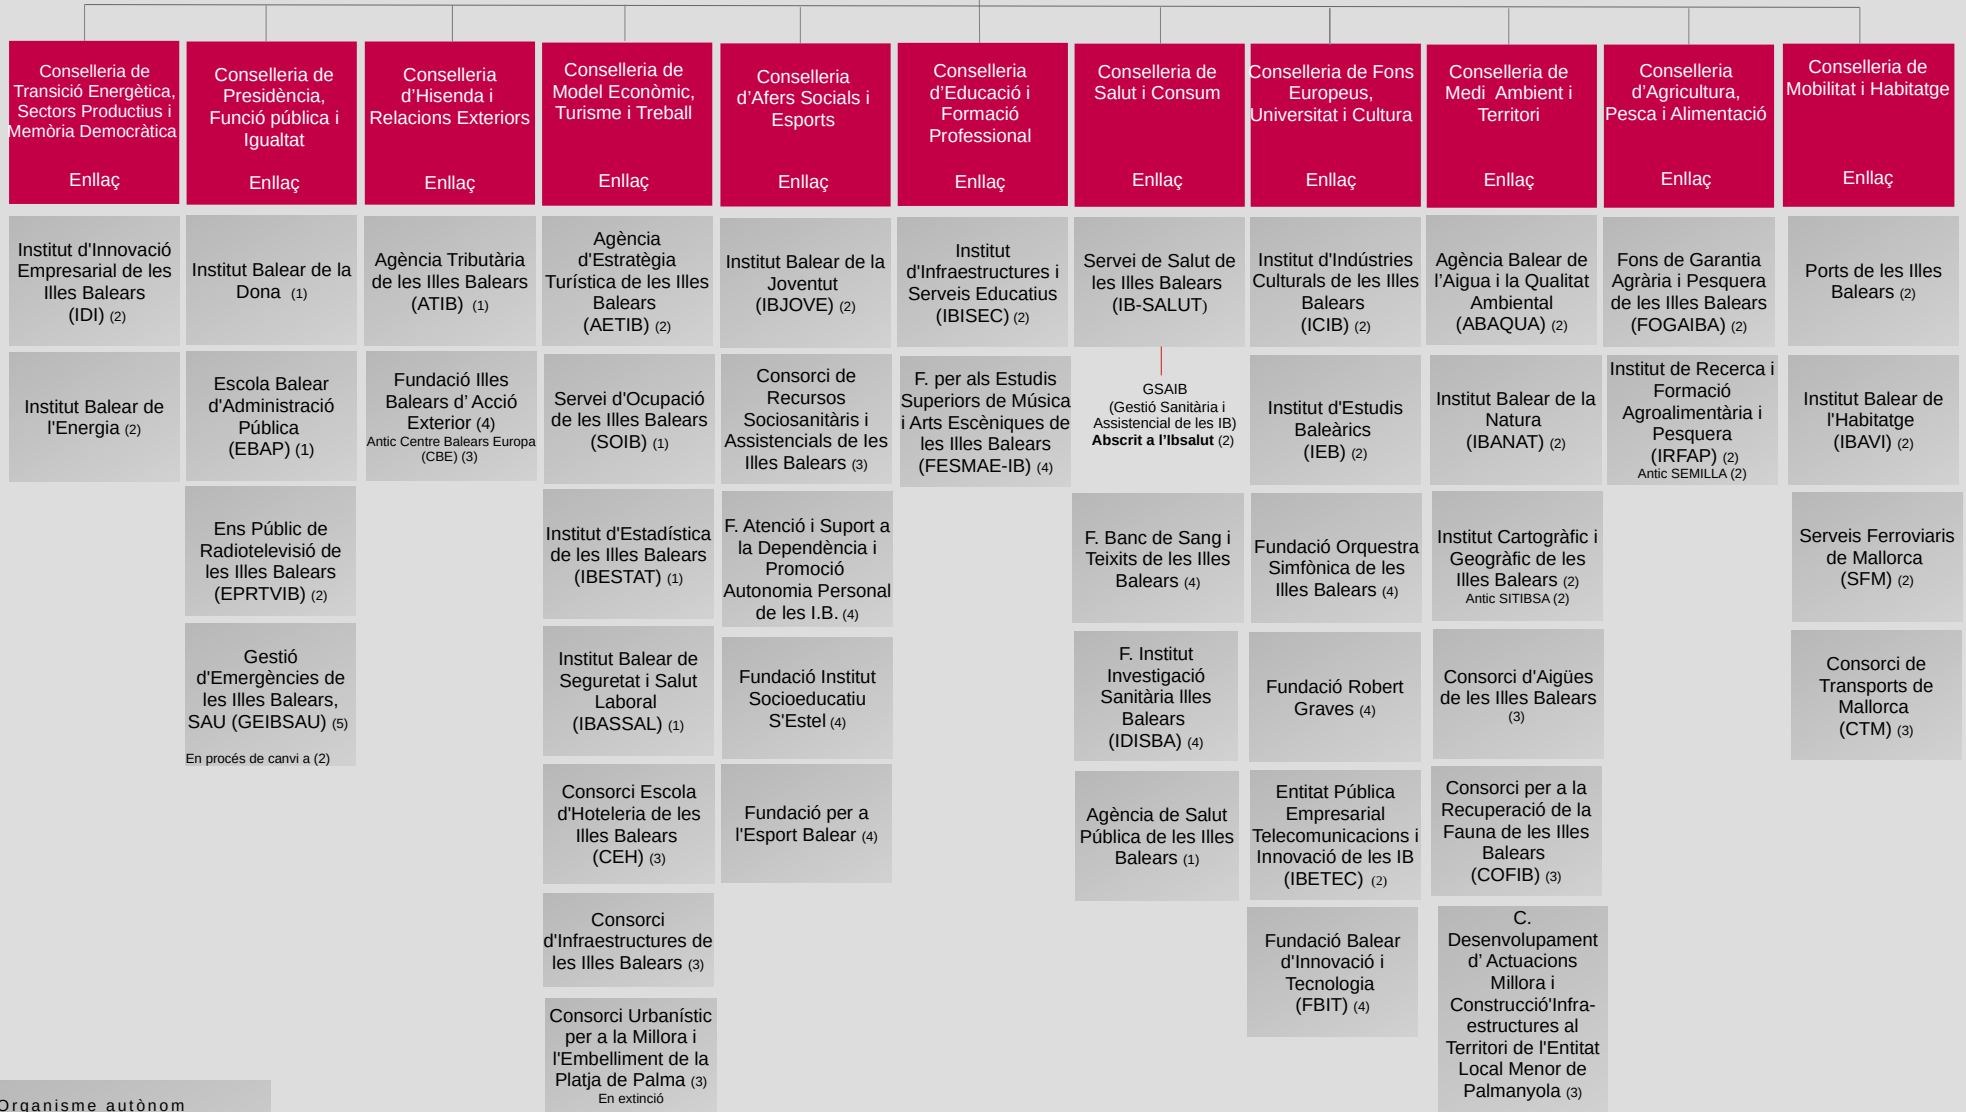 Conselleria de
Transició Energètica,
Sectors Productius i
Memòria Democràtica
Enllaç
Institut d'Innovació
Empresarial de les
Illes Balears
(IDI) (2)
Institut Balear de
l'Energia (2)
Conselleria de
Presidència,
Funció pública i
Igualtat
Enllaç
Institut Balear de la
Dona (1)
Escola Balear
d'Administració
Pública
(EBAP) (1)
Ens Públic de
Radiotelevisió de
les Illes Balears
(EPRTVIB) (2)
Gestió
d'Emergències de
les Illes Balears,
SAU (GEIBSAU) (5)
En procés de canvi a (2)
Conselleria
d’Hisenda i
Relacions Exteriors
Enllaç
Agència Tributària
de les Illes Balears
(ATIB) (1)
Fundació Illes
Balears d’ Acció
Exterior (4)
Antic Centre Balears Europa
(CBE) (3)
Conselleria de
Model Econòmic,
Turisme i Treball
Enllaç
Agència
d'Estratègia
Turística de les Illes
Balears
(AETIB) (2)
Servei d'Ocupació
de les Illes Balears
(SOIB) (1)
Institut d'Estadística
de les Illes Balears
(IBESTAT) (1)
Institut Balear de
Seguretat i Salut
Laboral
(IBASSAL) (1)
Consorci Escola
d'Hoteleria de les
Illes Balears
(CEH) (3)
Consorci
d'Infraestructures de
les Illes Balears (3)
Consorci Urbanístic
per a la Millora i
l'Embelliment de la
Platja de Palma (3)
En extinció
Conselleria
d’Afers Socials i
Esports
Enllaç
Institut Balear de la
Joventut
(IBJOVE) (2)
Consorci de
Recursos
Sociosanitàris i
Assistencials de les
Illes Balears (3)
F. Atenció i Suport a
la Dependència i
Promoció
Autonomia Personal
de les I.B. (4)
Fundació Institut
Socioeducatiu
S'Estel (4)
Fundació per a
l'Esport Balear (4)
Conselleria
d’Educació i
Formació
Professional
Enllaç
Institut
d'Infraestructures i
Serveis Educatius
(IBISEC) (2)
F. per als Estudis
Superiors de Música
i Arts Escèniques de
les Illes Balears
(FESMAE-IB) (4)
Conselleria de
Salut i Consum
Enllaç
Servei de Salut de
les Illes Balears
(IB-SALUT)
GSAIB
(Gestió Sanitària i
Assistencial de les IB)
Abscrit a l’Ibsalut (2)
F. Banc de Sang i
Teixits de les Illes
Balears (4)
F. Institut
Investigació
Sanitària Illes
Balears
(IDISBA) (4)
Agència de Salut
Pública de les Illes
Balears (1)
Conselleria de Fons
Europeus,
Universitat i Cultura
Enllaç
Institut d'Indústries
Culturals de les Illes
Balears
(ICIB) (2)
Institut d'Estudis
Baleàrics
(IEB) (2)
Fundació Orquestra
Simfònica de les
Illes Balears (4)
Fundació Robert
Graves (4)
Entitat Pública
Empresarial
Telecomunicacions i
Innovació de les IB
(IBETEC) (2)
Fundació Balear
d'Innovació i
Tecnologia
(FBIT) (4)
Conselleria de
Medi Ambient i
Territori
Enllaç
Agència Balear de
l’Aigua i la Qualitat
Ambiental
(ABAQUA) (2)
Institut Balear de la
Natura
(IBANAT) (2)
Institut Cartogràfic i
Geogràfic de les
Illes Balears (2)
Antic SITIBSA (2)
Consorci d'Aigües
de les Illes Balears
(3)
Consorci per a la
Recuperació de la
Fauna de les Illes
Balears
(COFIB) (3)
C.
Desenvolupament
d’ Actuacions
Millora i
Construcció'Infra-
estructures al
Territori de l'Entitat
Local Menor de
Palmanyola (3)
Conselleria
d’Agricultura,
Pesca i Alimentació
Enllaç
Fons de Garantia
Agrària i Pesquera
de les Illes Balears
(FOGAIBA) (2)
Institut de Recerca i
Formació
Agroalimentària i
Pesquera
(IRFAP) (2)
Antic SEMILLA (2)
Conselleria de
Mobilitat i Habitatge
Enllaç
Ports de les Illes
Balears (2)
Institut Balear de
l'Habitatge
(IBAVI) (2)
Serveis Ferroviaris
de Mallorca
(SFM) (2)
Consorci de
Transports de
Mallorca
(CTM) (3)
Organisme autònom